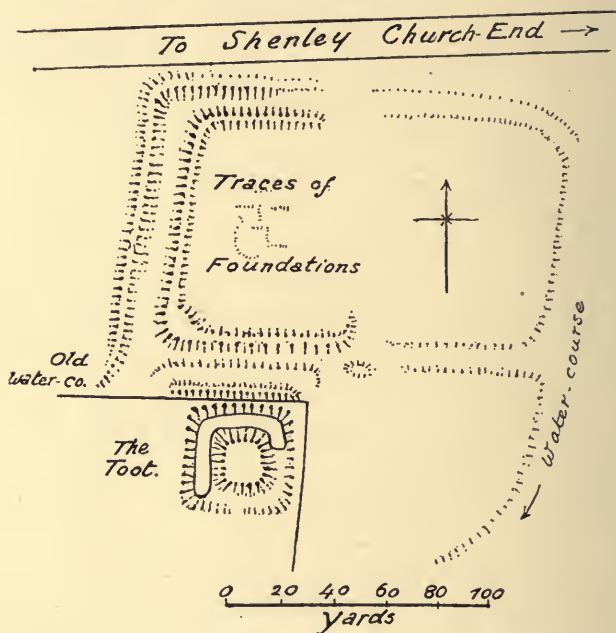 To Shenley Church-End →
Traces of
Foundations
Old
Water-co.
The
Toot.
Water-course
0 20 40 60 80 100
Yards